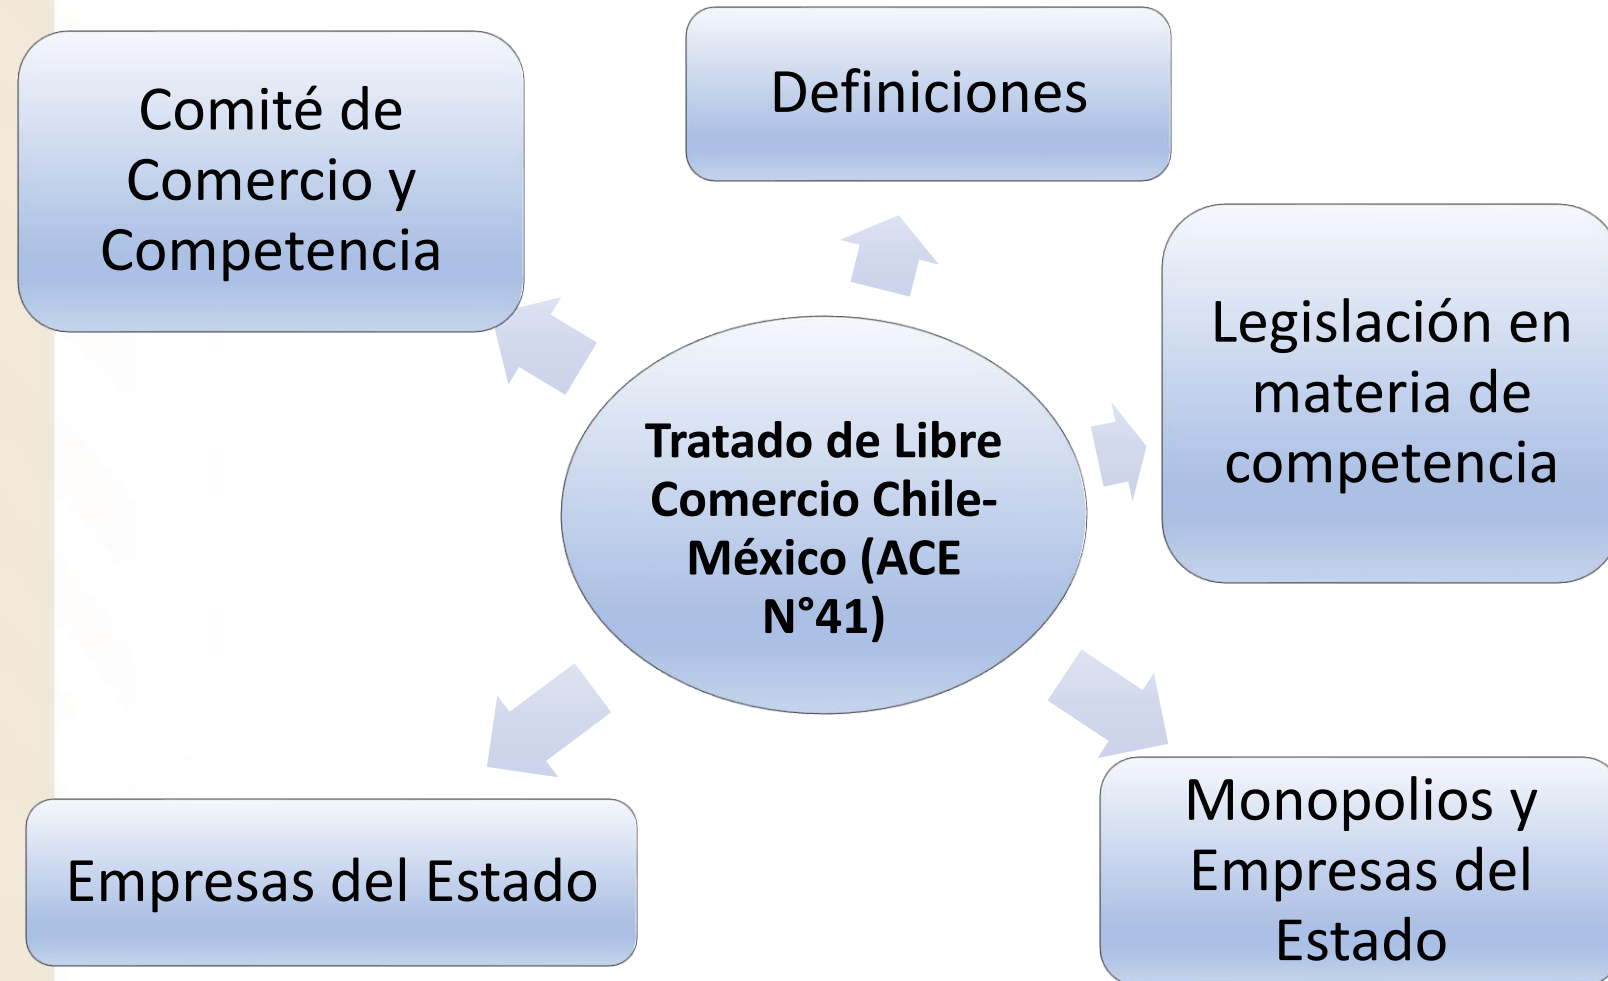 Comité de
Comercio y
Competencia
Definiciones
Legislación en
materia de
competencia
Tratado de Libre
Comercio Chile-
México (ACE
N°41)
Empresas del Estado
Monopolios y
Empresas del
Estado